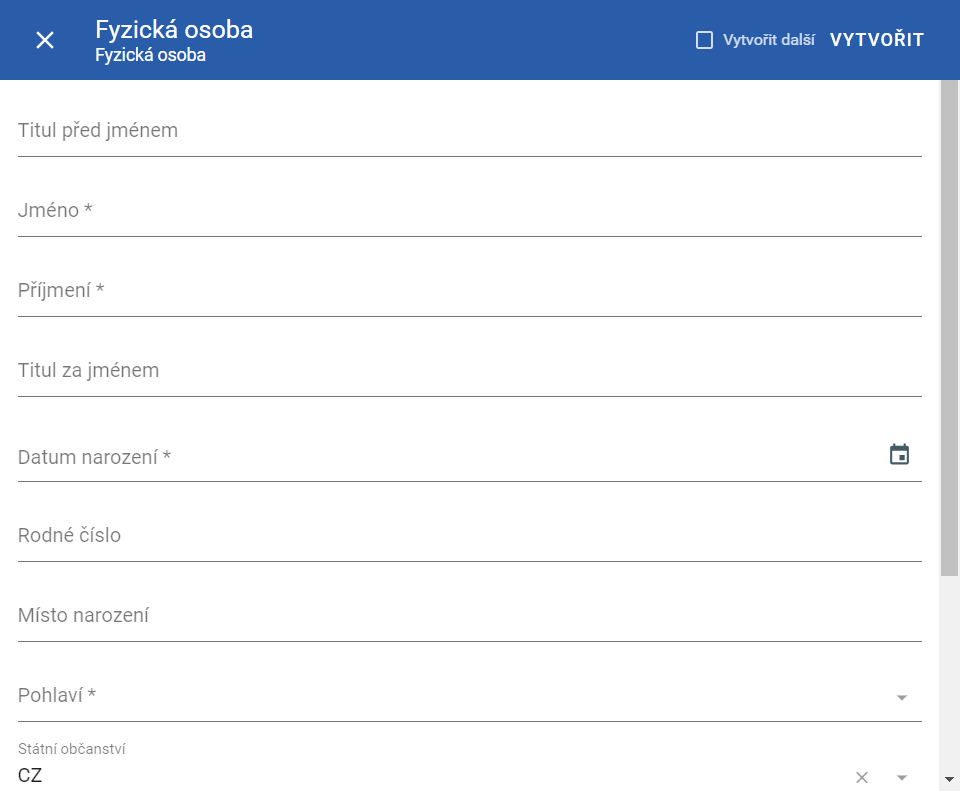 Fyzická osoba
Fyzická osoba
Vytvořit další
VYTVOŘIT
Titul před jménem
Jméno *
Příjmení *
Titul za jménem
Datum narození *
Rodné číslo
Místo narození
Pohlaví *
Státní občanství
CZ